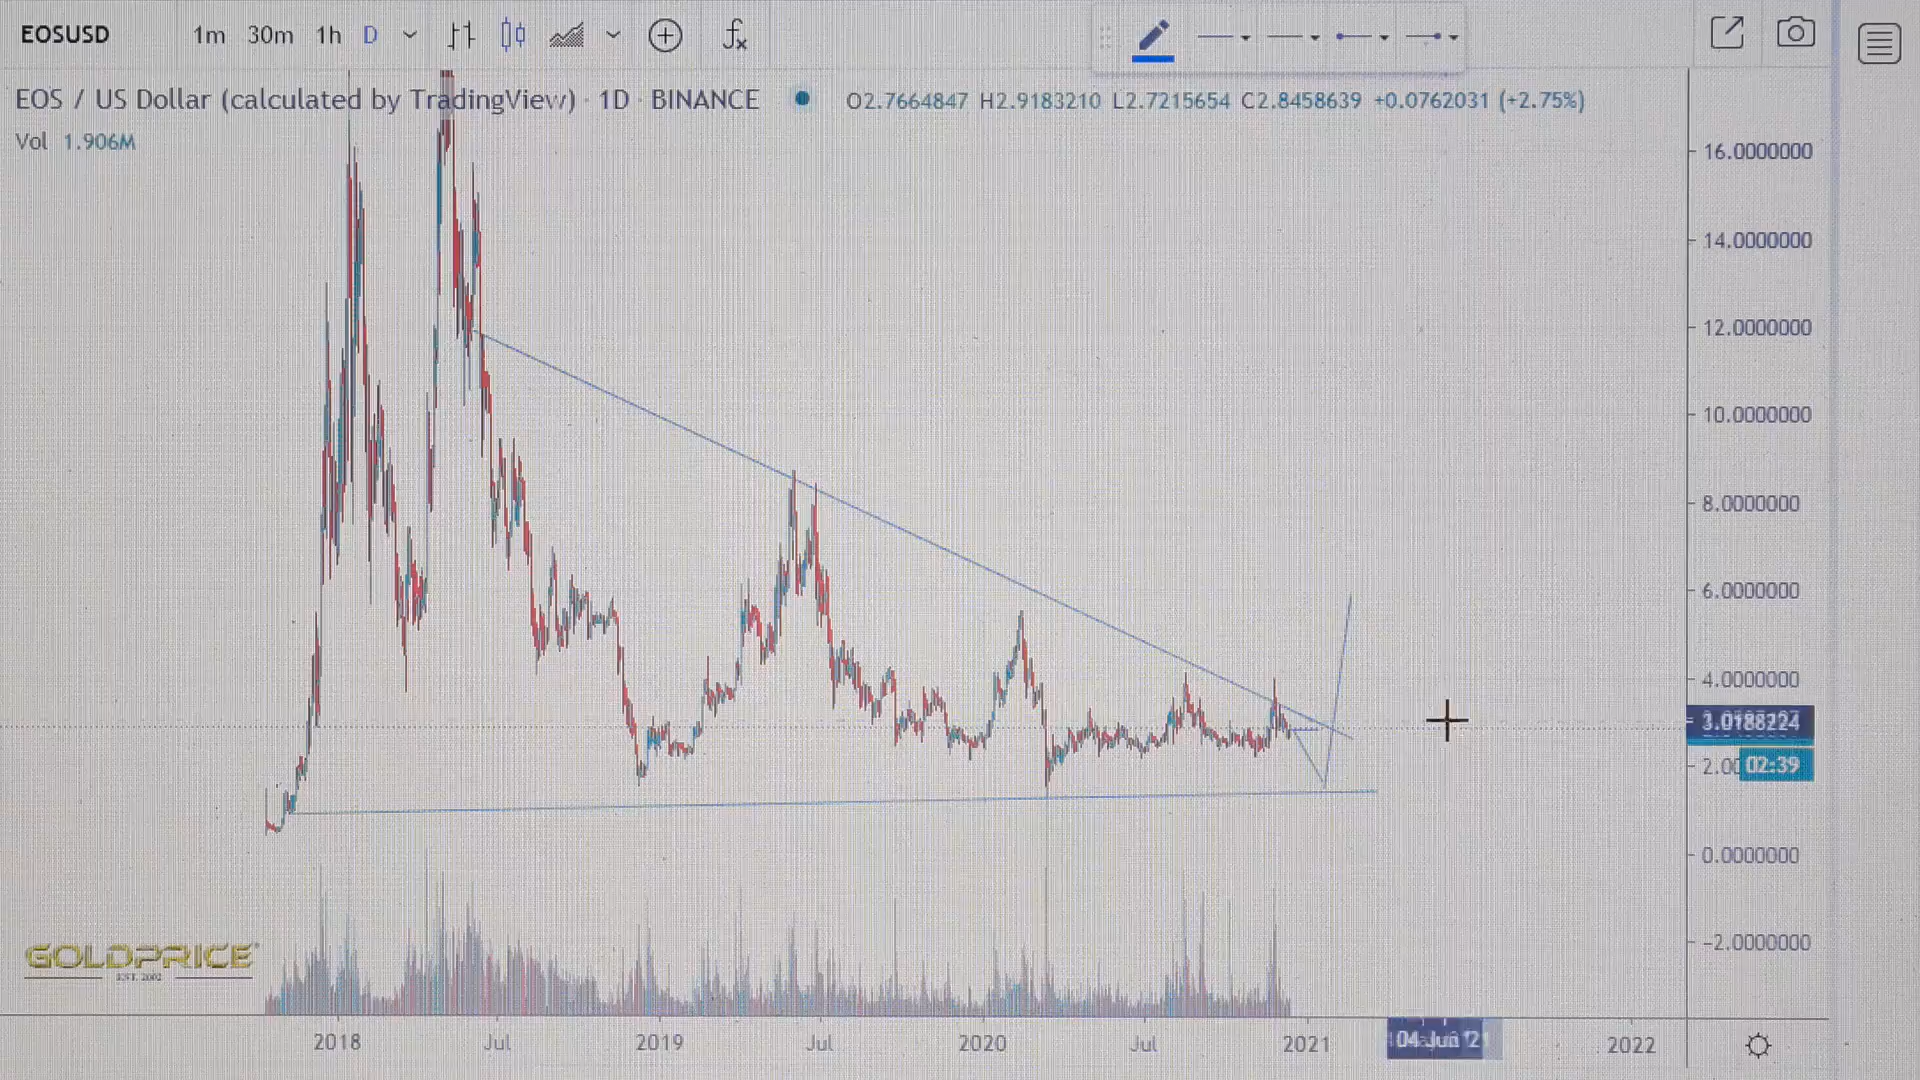 EOSUSD 1m 30m 1h D
EOS / US Dollar (calculated by TradingView) · 1D · BINANCE O2.7664847 H2.9183210 L2.7215654 C2.8458639 +0.0762031 (+2.75%)
Vol 1.906M
16.0000000
14.0000000
12.0000000
10.0000000
8.0000000
6.0000000
4.0000000
3.0188224
2.00
02:39
0.0000000
-2.0000000
GOLDPRICE
EST. 2002
2018 Jul 2019 Jul 2020 Jul 2021 04 Jun '21 2022